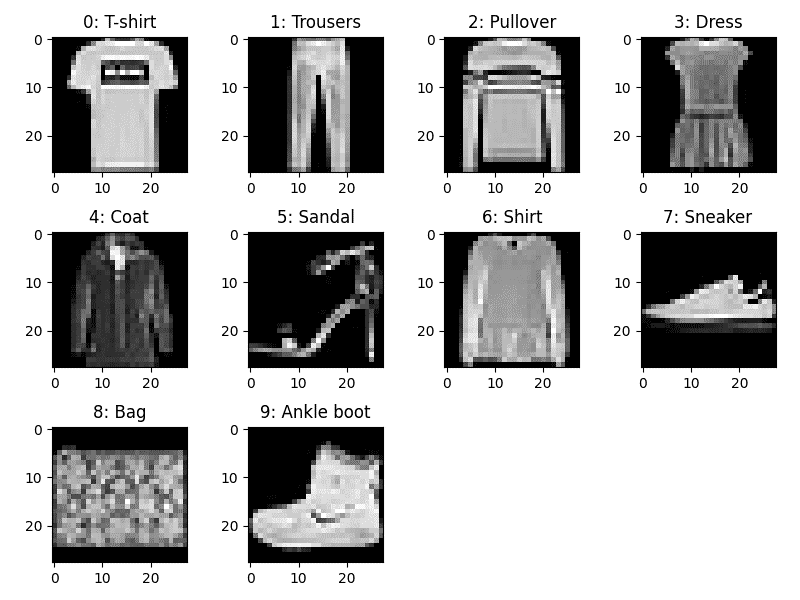 0: T-shirt 1: Trousers 2: Pullover 3: Dress
0 0 0 0
10 10 10 10
20 20 20 20
0 10 20 0 10 20 0 10 20 0 10 20
4: Coat 5: Sandal 6: Shirt 7: Sneaker
0 0 0 0
10 10 10 10
20 20 20 20
0 10 20 0 10 20 0 10 20 0 10 20
8: Bag 9: Ankle boot
0 0
10 10
20 20
0 10 20 0 10 20